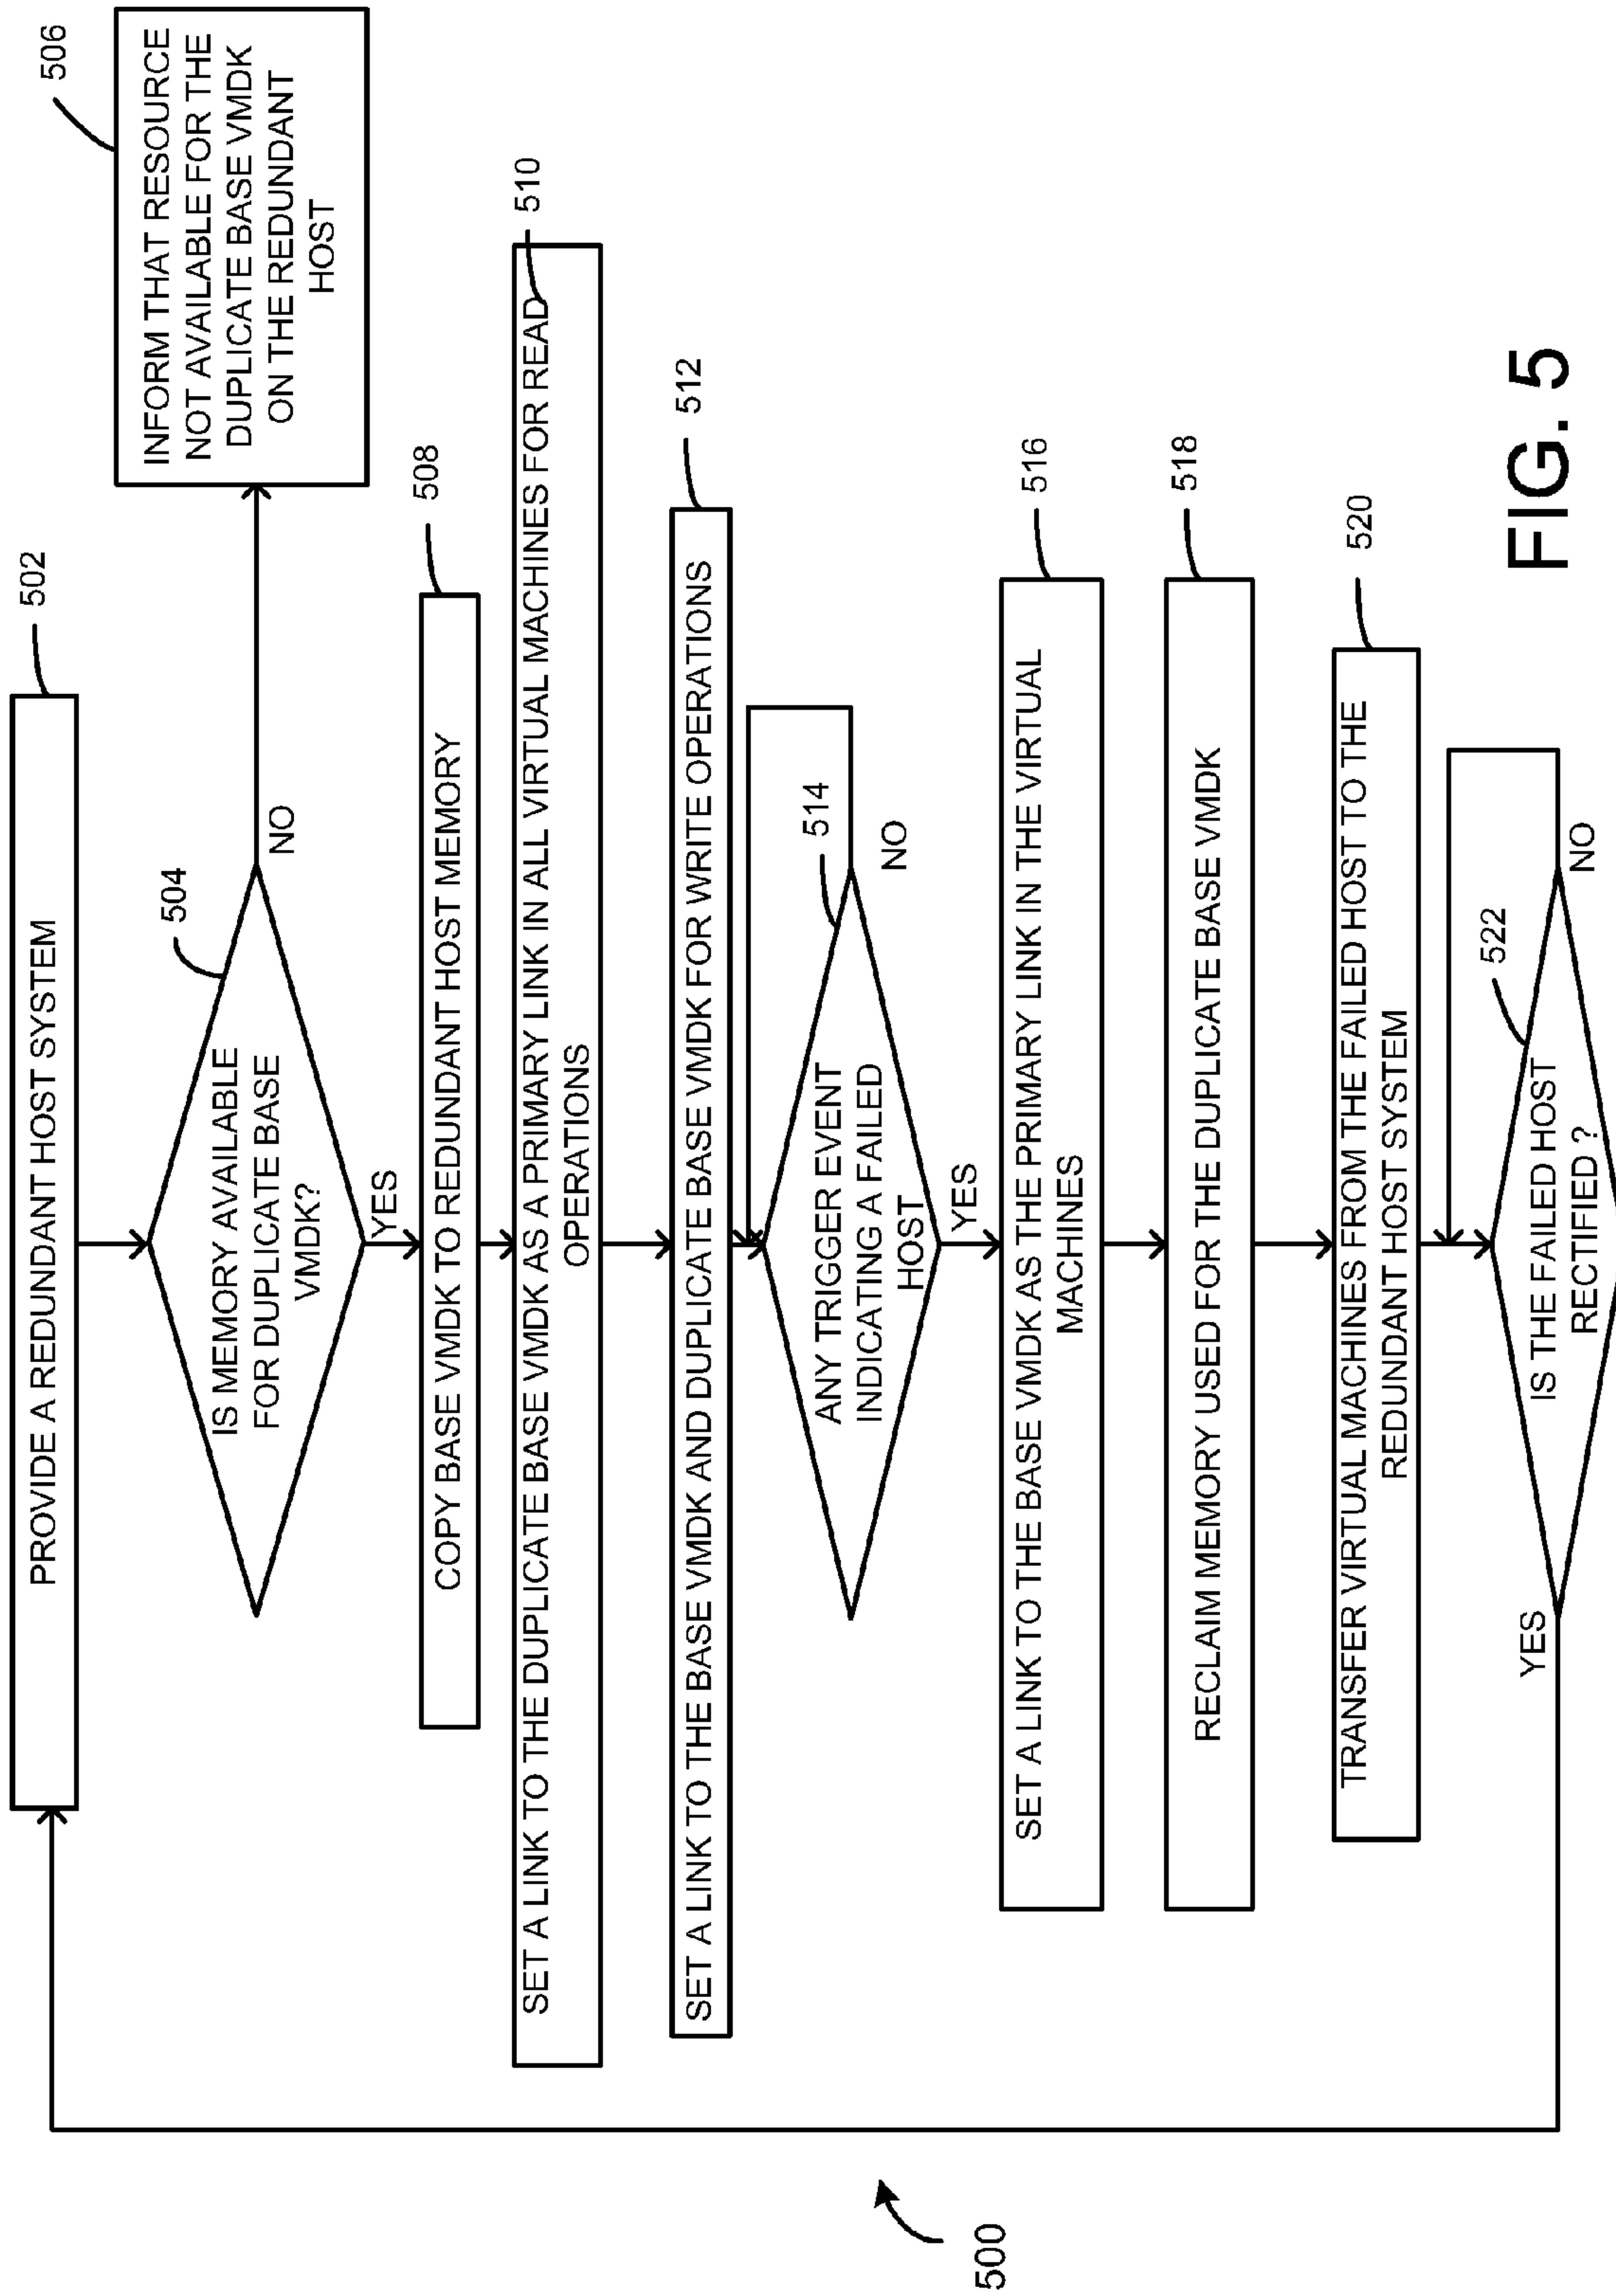 502
PROVIDE A REDUNDANT HOST SYSTEM
504
IS MEMORY AVAILABLE
FOR DUPLICATE BASE
VMDK?
NO
506
INFORM THAT RESOURCE
NOT AVAILABLE FOR THE
DUPLICATE BASE VMDK
ON THE REDUNDANT
HOST
YES
508
COPY BASE VMDK TO REDUNDANT HOST MEMORY
510
SET A LINK TO THE DUPLICATE BASE VMDK AS A PRIMARY LINK IN ALL VIRTUAL MACHINES FOR READ
OPERATIONS
512
SET A LINK TO THE BASE VMDK AND DUPLICATE BASE VMDK FOR WRITE OPERATIONS
514
ANY TRIGGER EVENT
INDICATING A FAILED
HOST
NO
YES
516
SET A LINK TO THE BASE VMDK AS THE PRIMARY LINK IN THE VIRTUAL
MACHINES
518
RECLAIM MEMORY USED FOR THE DUPLICATE BASE VMDK
520
TRANSFER VIRTUAL MACHINES FROM THE FAILED HOST TO THE
REDUNDANT HOST SYSTEM
522
IS THE FAILED HOST
RECTIFIED ?
YES
NO
500
FIG. 5